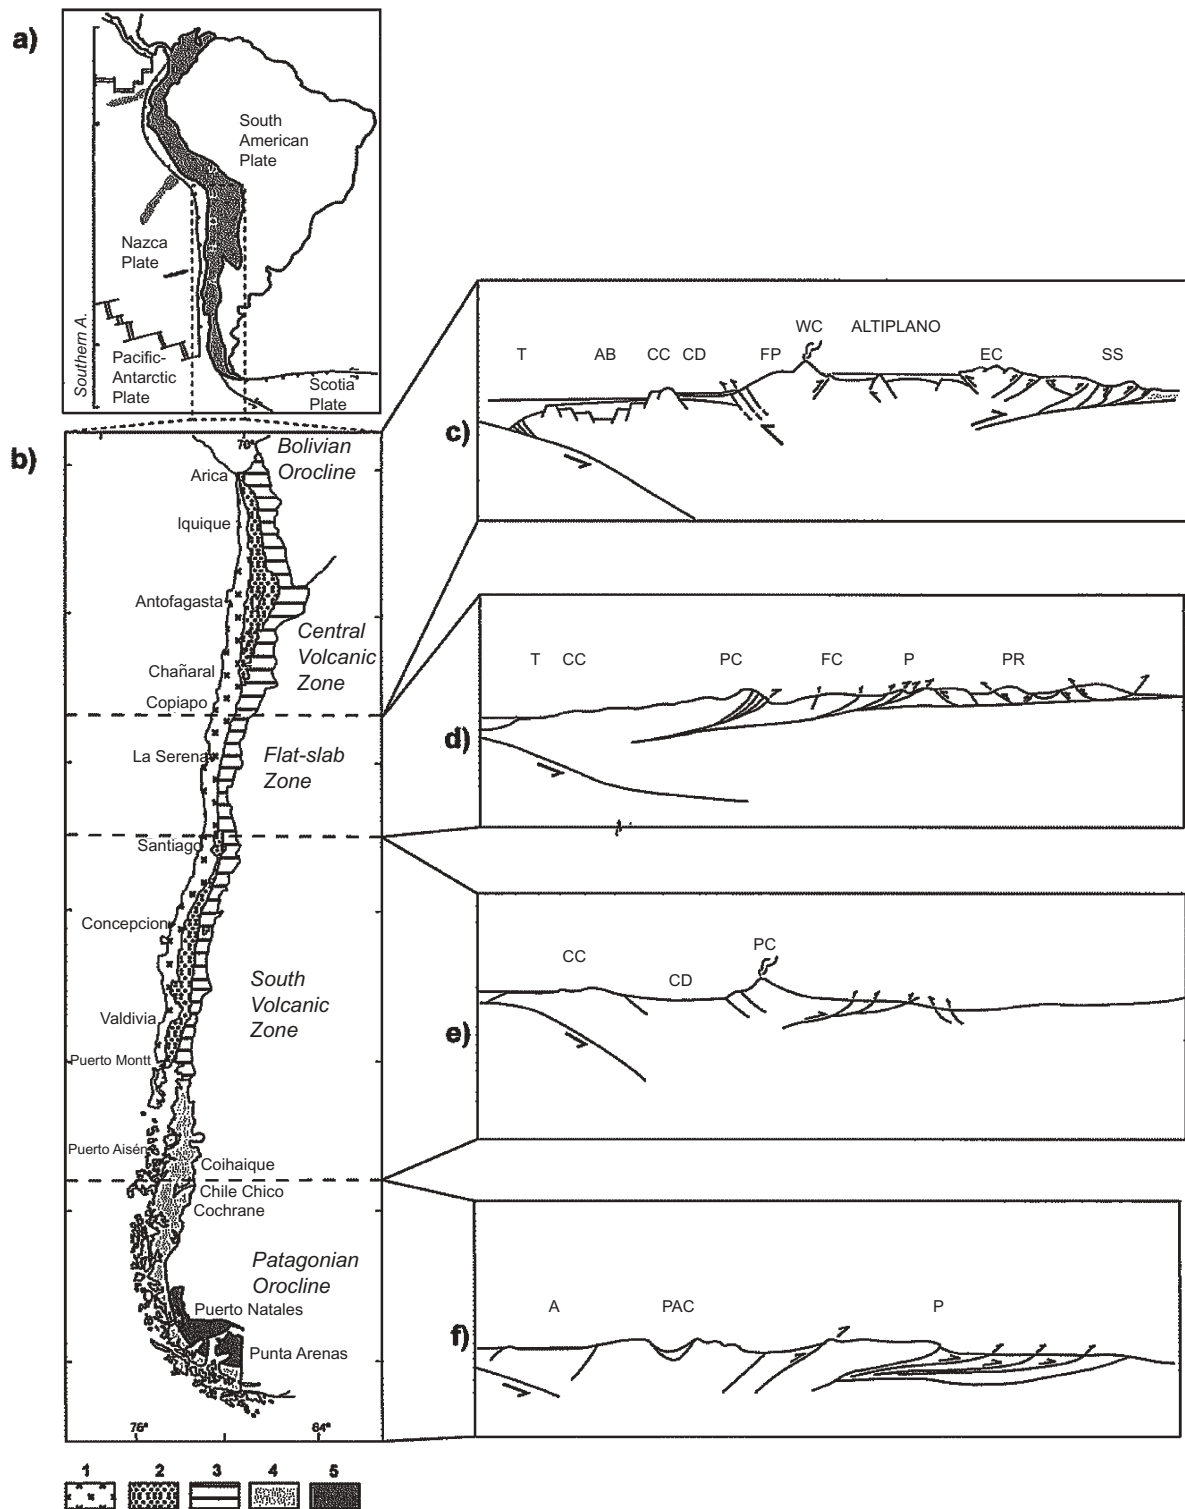 a)
South
American
Plate
Nazca
Plate
Southern A.
Pacific-
Antarctic
Plate
Scotia
Plate
b)
70°
Bolivian
Orocline
Arica
Iquique
Antofagasta
Central
Volcanic
Zone
Chañaral
Copiapo
La Serena
Flat-slab
Zone
Santiago
Concepcion
South
Volcanic
Zone
Valdivia
Puerto Montt
Puerto Aisén
Coihaique
Chile Chico
Cochrane
Patagonian
Orocline
Puerto Natales
Punta Arenas
76° 64°
1 2 3 4 5
c)
WC ALTIPLANO
T AB CC CD FP EC SS
d)
T CC PC FC P PR
e)
PC
CC CD
f)
A PAC P